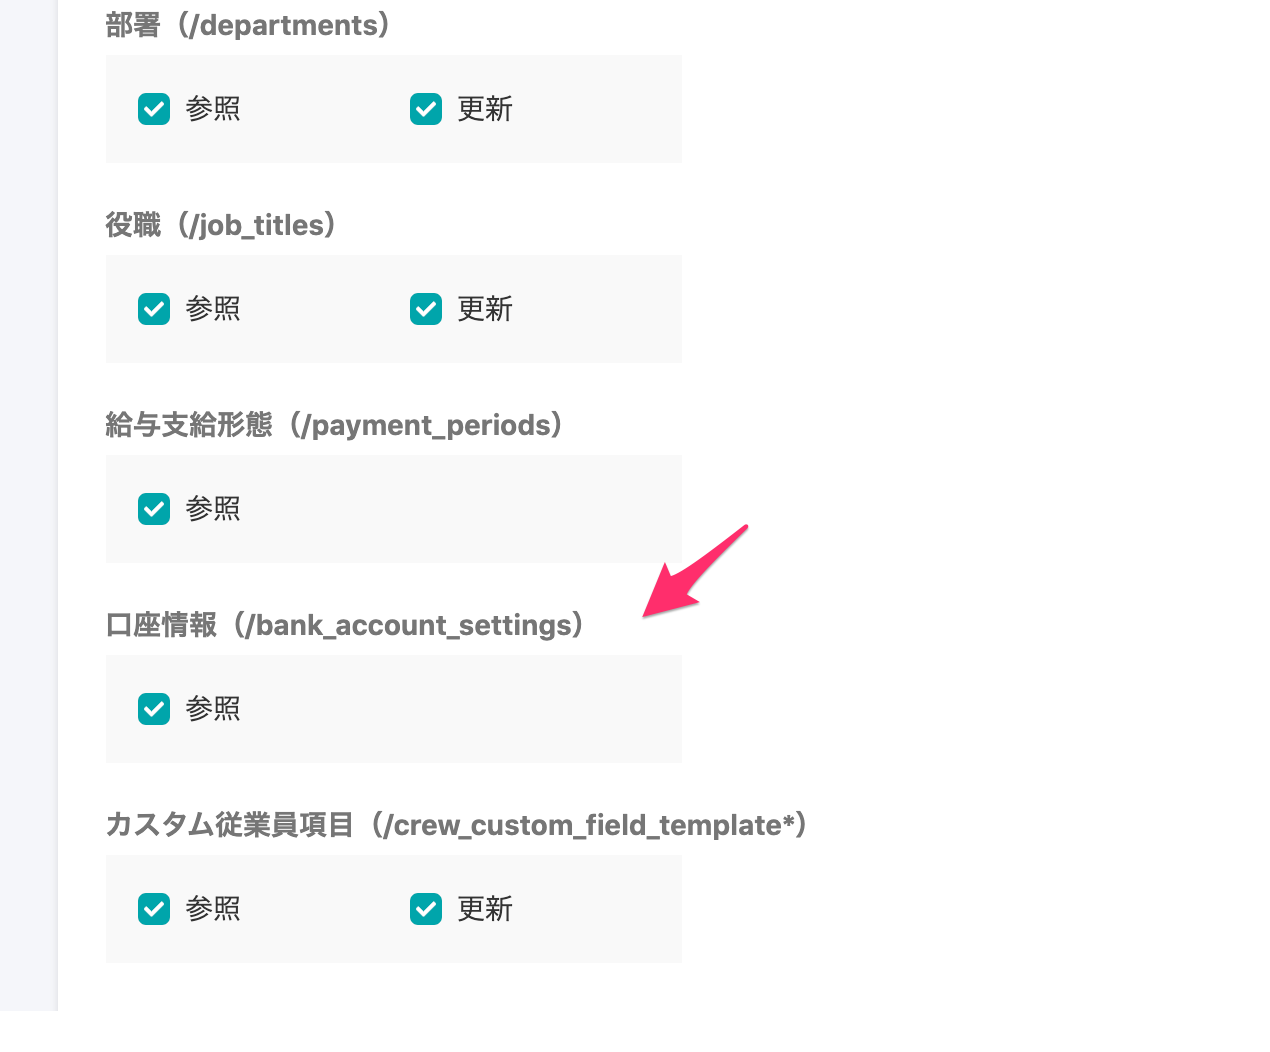 部署（/departments）
参照 更新
役職（/job_titles）
参照 更新
給与支給形態（/payment_periods）
参照
口座情報（/bank_account_settings）
参照
カスタム従業員項目（/crew_custom_field_template*）
参照 更新